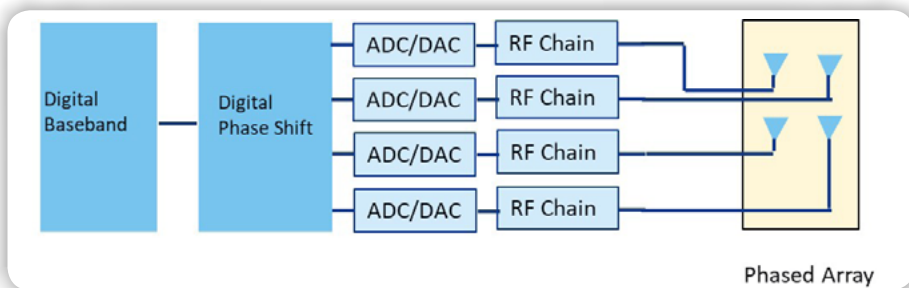 Digital
Baseband
Digital
Phase Shift
ADC/DAC
RF Chain
ADC/DAC
RF Chain
ADC/DAC
RF Chain
ADC/DAC
RF Chain
Phased Array